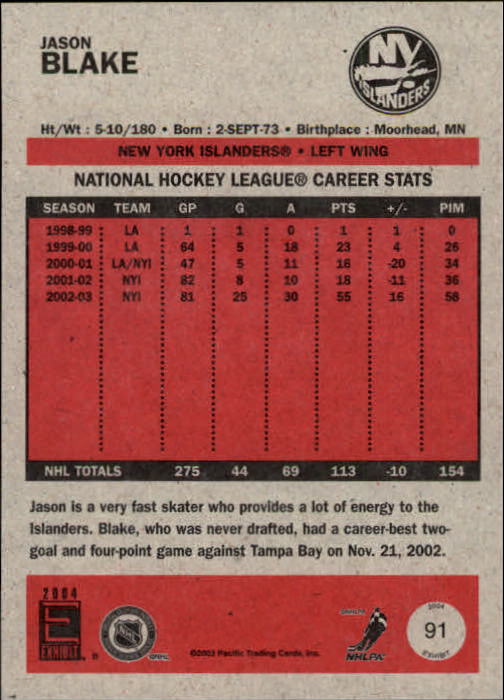 JASON
BLAKE
NY
ISLANDERS
Ht/Wt : 5-10/180 • Born : 2-SEPT-73 • Birthplace : Moorhead, MN
NEW YORK ISLANDERS® • LEFT WING
NATIONAL HOCKEY LEAGUE® CAREER STATS
SEASON TEAM GP G A PTS +/- PIM
1998-99 LA 1 1 0 1 1 0
1999-00 LA 64 5 18 23 4 26
2000-01 LA/NYI 47 5 11 16 -20 34
2001-02 NYI 82 8 10 18 -11 36
2002-03 NYI 81 25 30 55 16 58
NHL TOTALS 275 44 69 113 -10 154
Jason is a very fast skater who provides a lot of energy to the
Islanders. Blake, who was never drafted, had a career-best two-
goal and four-point game against Tampa Bay on Nov. 21, 2002.
2004
E
EXHIBIT
NHL
©NHL
©2003 Pacific Trading Cards, Inc.
©NHLPA
NHLPA
2004
91
EXHIBIT